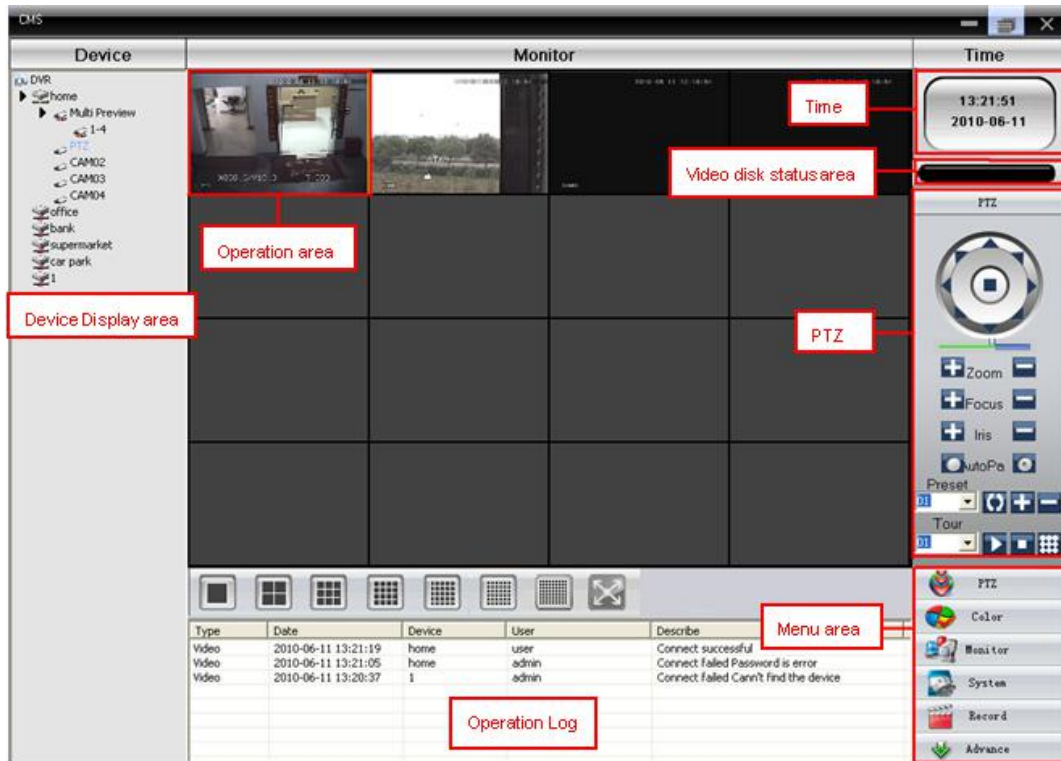 CMS
Device
Monitor
Time
DVR
home
Multi Preview
1-4
PTZ
CAM02
CAM03
CAM04
office
bank
supermarket
car park
1
Device Display area
Operation area
Time
13:21:51
2010-06-11
Video disk status area
PTZ
PTZ
Zoom
Focus
Iris
AutoPa
Preset
01
Tour
01
Menu area
PTZ
Color
Monitor
System
Record
Advance
Type Date Device User Describe
Video 2010-06-11 13:21:19 home user Connect successful
Video 2010-06-11 13:21:05 home admin Connect failed Password is error
Video 2010-06-11 13:20:37 1 admin Connect failed Cann't find the device
Operation Log